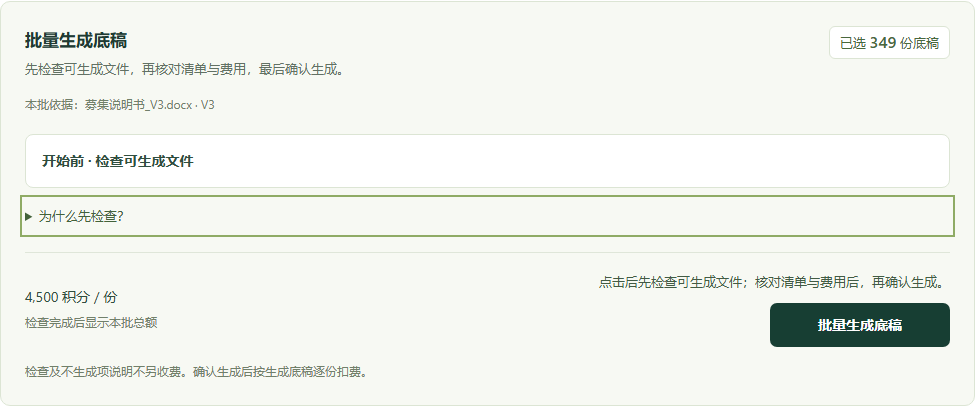 批量生成底稿
已选 349 份底稿
先检查可生成文件，再核对清单与费用，最后确认生成。
本批依据：募集说明书_V3.docx · V3
开始前 · 检查可生成文件
▶ 为什么先检查？
点击后先检查可生成文件；核对清单与费用后，再确认生成。
4,500 积分 / 份
检查完成后显示本批总额
批量生成底稿
检查及不生成项说明不另收费。确认生成后按生成底稿逐份扣费。